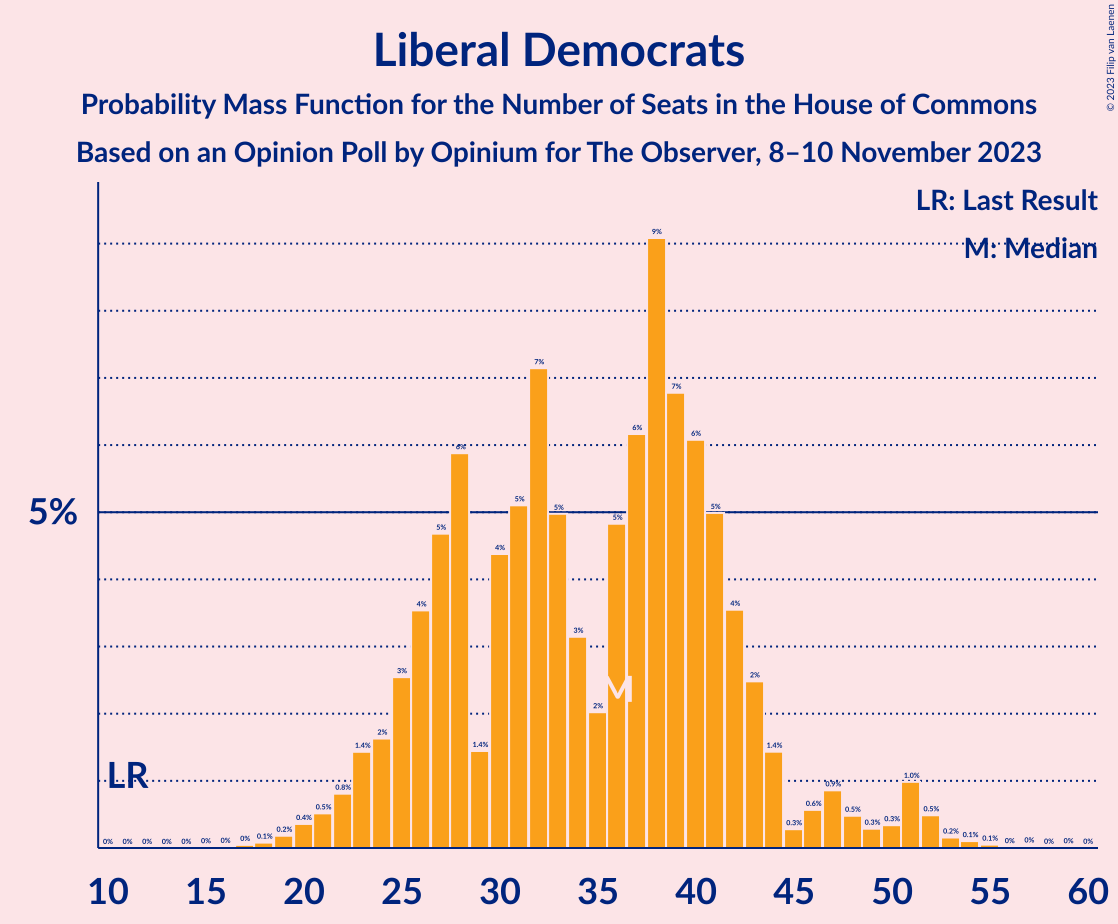 Liberal Democrats
Probability Mass Function for the Number of Seats in the House of Commons
Based on an Opinion Poll by Opinium for The Observer, 8–10 November 2023
© 2023 Filip van Laenen
LR: Last Result
M: Median
5%
LR
M
0% 0% 0% 0% 0% 0% 0% 0% 0.1% 0.2% 0.4% 0.5% 0.8% 1.4% 2% 3% 4% 5% 6% 1.4% 4% 5% 7% 5% 3% 2% 5% 6% 9% 7% 6% 5% 4% 2% 1.4% 0.3% 0.6% 0.9% 0.5% 0.3% 0.3% 1.0% 0.5% 0.2% 0.1% 0.1% 0% 0% 0% 0% 0%
10 15 20 25 30 35 40 45 50 55 60